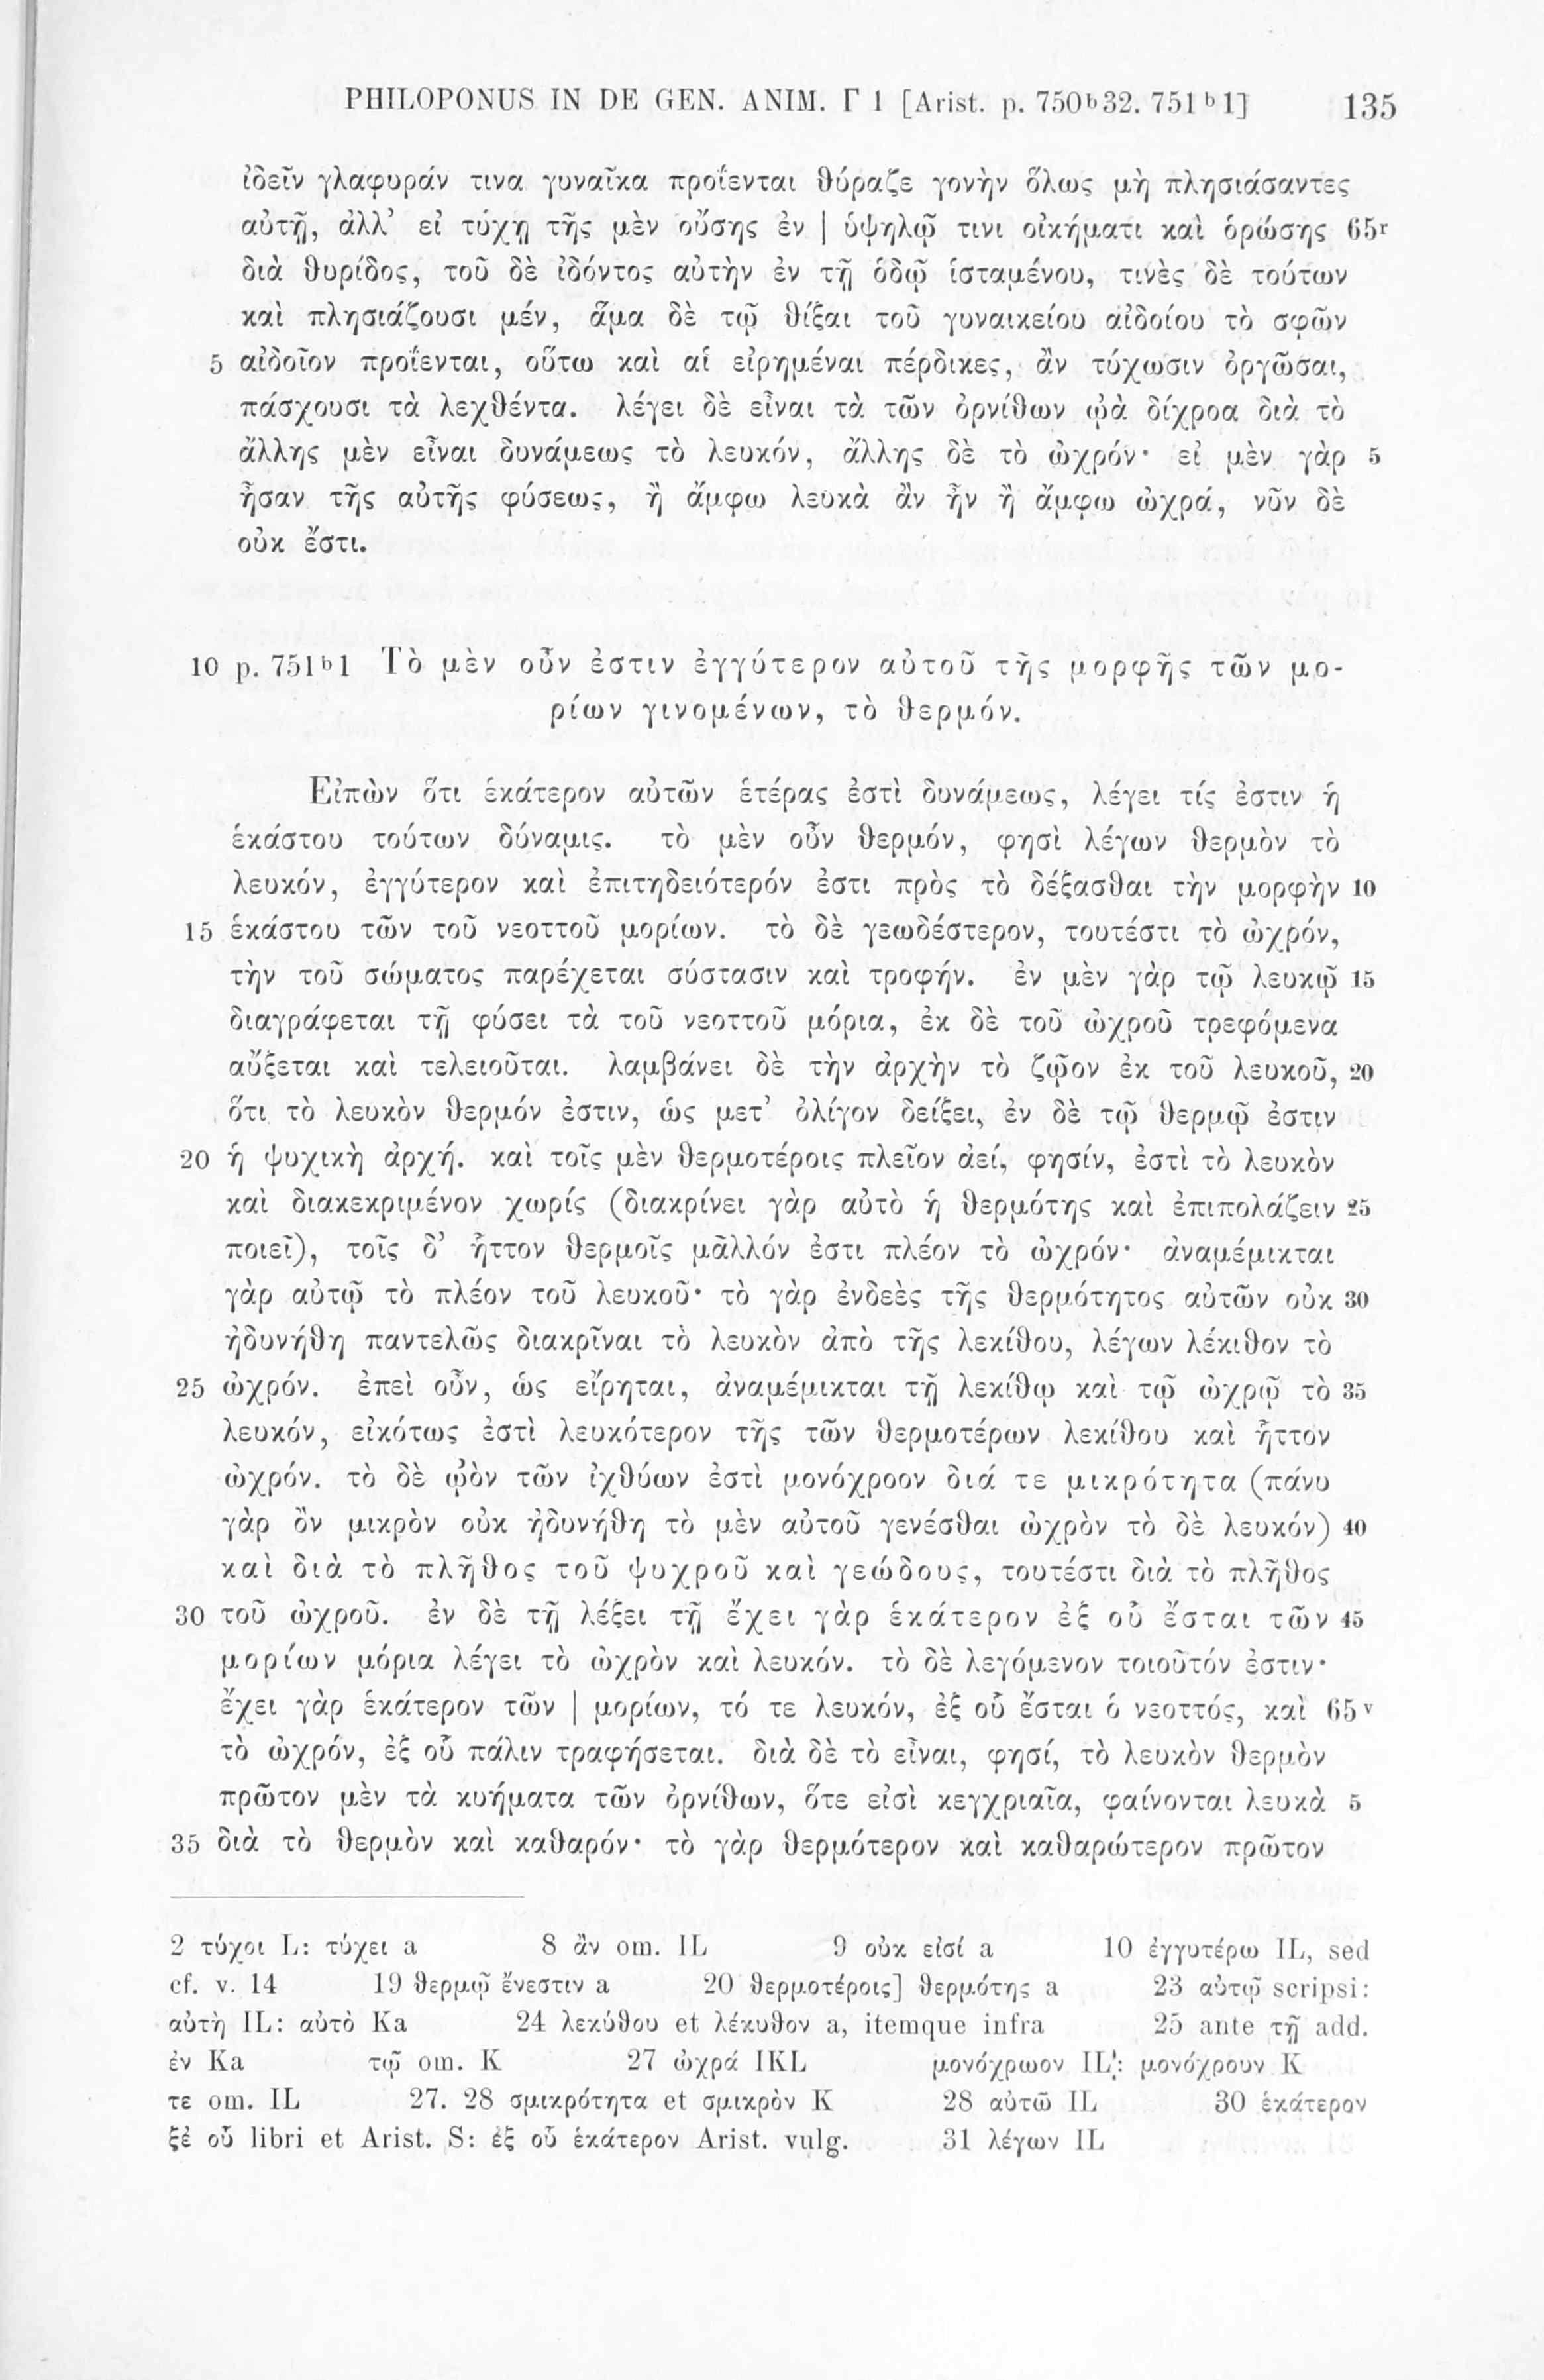 PHILOPONUS IN DE GEN. ANIM. Γ 1 [Arist. p. 750b32. 751b1] 135
ἰδεῖν γλαφυράν τινα γυναῖκα προΐενται θύραζε γονὴν ὅλως μὴ πλησιάσαντες
αὐτῇ, ἀλλ' εἰ τύχῃ τῆς μὲν οὔσης ἐν | ὑψηλῷ τινι οἰκήματι καὶ ὁρώσης 65r
διὰ θυρίδος, τοῦ δὲ ἰδόντος αὐτὴν ἐν τῇ ὁδῷ ἱσταμένου, τινὲς δὲ τούτων
καὶ πλησιάζουσι μέν, ἅμα δὲ τῷ θίξαι τοῦ γυναικείου αἰδοίου τὸ σφῶν
5 αἰδοῖον προΐενται, οὕτω καὶ αἱ εἰρημέναι πέρδικες, ἂν τύχωσιν ὀργῶσαι,
πάσχουσι τὰ λεχθέντα. λέγει δὲ εἶναι τὰ τῶν ὀρνίθων ᾠὰ δίχροα διὰ τὸ
ἄλλης μὲν εἶναι δυνάμεως τὸ λευκόν, ἄλλης δὲ τὸ ὠχρόν· εἰ μὲν γὰρ 5
ἦσαν τῆς αὐτῆς φύσεως, ἢ ἄμφω λευκὰ ἂν ἦν ἢ ἄμφω ὠχρά, νῦν δὲ
οὐκ ἔστι.
10 p. 751b1 Τὸ μὲν οὖν ἐστιν ἐγγύτερον αὐτοῦ τῆς μορφῆς τῶν μο-
ρίων γινομένων, τὸ θερμόν.
Εἰπὼν ὅτι ἑκάτερον αὐτῶν ἑτέρας ἐστὶ δυνάμεως, λέγει τίς ἐστιν ἡ
ἑκάστου τούτων δύναμις. τὸ μὲν οὖν θερμόν, φησὶ λέγων θερμὸν τὸ
λευκόν, ἐγγύτερον καὶ ἐπιτηδειότερόν ἐστι πρὸς τὸ δέξασθαι τὴν μορφὴν 10
15 ἑκάστου τῶν τοῦ νεοττοῦ μορίων. τὸ δὲ γεωδέστερον, τουτέστι τὸ ὠχρόν,
τὴν τοῦ σώματος παρέχεται σύστασιν καὶ τροφήν. ἐν μὲν γὰρ τῷ λευκῷ 15
διαγράφεται τῇ φύσει τὰ τοῦ νεοττοῦ μόρια, ἐκ δὲ τοῦ ὠχροῦ τρεφόμενα
αὔξεται καὶ τελειοῦται. λαμβάνει δὲ τὴν ἀρχὴν τὸ ζῷον ἐκ τοῦ λευκοῦ, 20
ὅτι τὸ λευκὸν θερμόν ἐστιν, ὡς μετ' ὀλίγον δείξει, ἐν δὲ τῷ θερμῷ ἐστιν
20 ἡ ψυχικὴ ἀρχή. καὶ τοῖς μὲν θερμοτέροις πλεῖον ἀεί, φησίν, ἐστὶ τὸ λευκὸν
καὶ διακεκριμένον χωρίς (διακρίνει γὰρ αὐτὸ ἡ θερμότης καὶ ἐπιπολάζειν 25
ποιεῖ), τοῖς δ' ἧττον θερμοῖς μᾶλλόν ἐστι πλέον τὸ ὠχρόν· ἀναμέμικται
γὰρ αὐτῷ τὸ πλέον τοῦ λευκοῦ· τὸ γὰρ ἐνδεὲς τῆς θερμότητος αὐτῶν οὐκ 30
ἠδυνήθη παντελῶς διακρῖναι τὸ λευκὸν ἀπὸ τῆς λεκίθου, λέγων λέκιθον τὸ
25 ὠχρόν. ἐπεὶ οὖν, ὡς εἴρηται, ἀναμέμικται τῇ λεκίθῳ καὶ τῷ ὠχρῷ τὸ 35
λευκόν, εἰκότως ἐστὶ λευκότερον τῆς τῶν θερμοτέρων λεκίθου καὶ ἧττον
ὠχρόν. τὸ δὲ ᾠὸν τῶν ἰχθύων ἐστὶ μονόχροον διά τε μικρότητα (πάνυ
γὰρ ὂν μικρὸν οὐκ ἠδυνήθη τὸ μὲν αὐτοῦ γενέσθαι ὠχρὸν τὸ δὲ λευκόν) 40
καὶ διὰ τὸ πλῆθος τοῦ ψυχροῦ καὶ γεώδους, τουτέστι διὰ τὸ πλῆθος
30 τοῦ ὠχροῦ. ἐν δὲ τῇ λέξει τῇ ἔχει γὰρ ἑκάτερον ἐξ οὗ ἔσται τῶν 45
μορίων μόρια λέγει τὸ ὠχρὸν καὶ λευκόν. τὸ δὲ λεγόμενον τοιοῦτόν ἐστιν·
ἔχει γὰρ ἑκάτερον τῶν | μορίων, τό τε λευκόν, ἐξ οὗ ἔσται ὁ νεοττός, καὶ 65v
τὸ ὠχρόν, ἐξ οὗ πάλιν τραφήσεται. διὰ δὲ τὸ εἶναι, φησί, τὸ λευκὸν θερμὸν
πρῶτον μὲν τὰ κυήματα τῶν ὀρνίθων, ὅτε εἰσὶ κεγχριαῖα, φαίνονται λευκὰ 5
35 διὰ τὸ θερμὸν καὶ καθαρόν· τὸ γὰρ θερμότερον καὶ καθαρώτερον πρῶτον
2 τύχοι L: τύχει a 8 ἂν om. IL 9 οὐκ εἰσί a 10 ἐγγυτέρω IL, sed
cf. v. 14 19 θερμῷ ἔνεστιν a 20 θερμοτέροις] θερμότης a 23 αὐτῷ scripsi:
αὐτὴ IL: αὐτὸ Ka 24 λεκύθου et λέκυθον a, itemque infra 25 ante τῇ add.
ἐν Ka τῷ om. K 27 ὠχρά IKL μονόχρωον IL: μονόχρουν K
τε om. IL 27. 28 σμικρότητα et σμικρὸν K 28 αὐτῶ IL 30 ἑκάτερον
ξἐ οὗ libri et Arist. S: ἐξ οὗ ἑκάτερον Arist. vulg. 31 λέγων IL